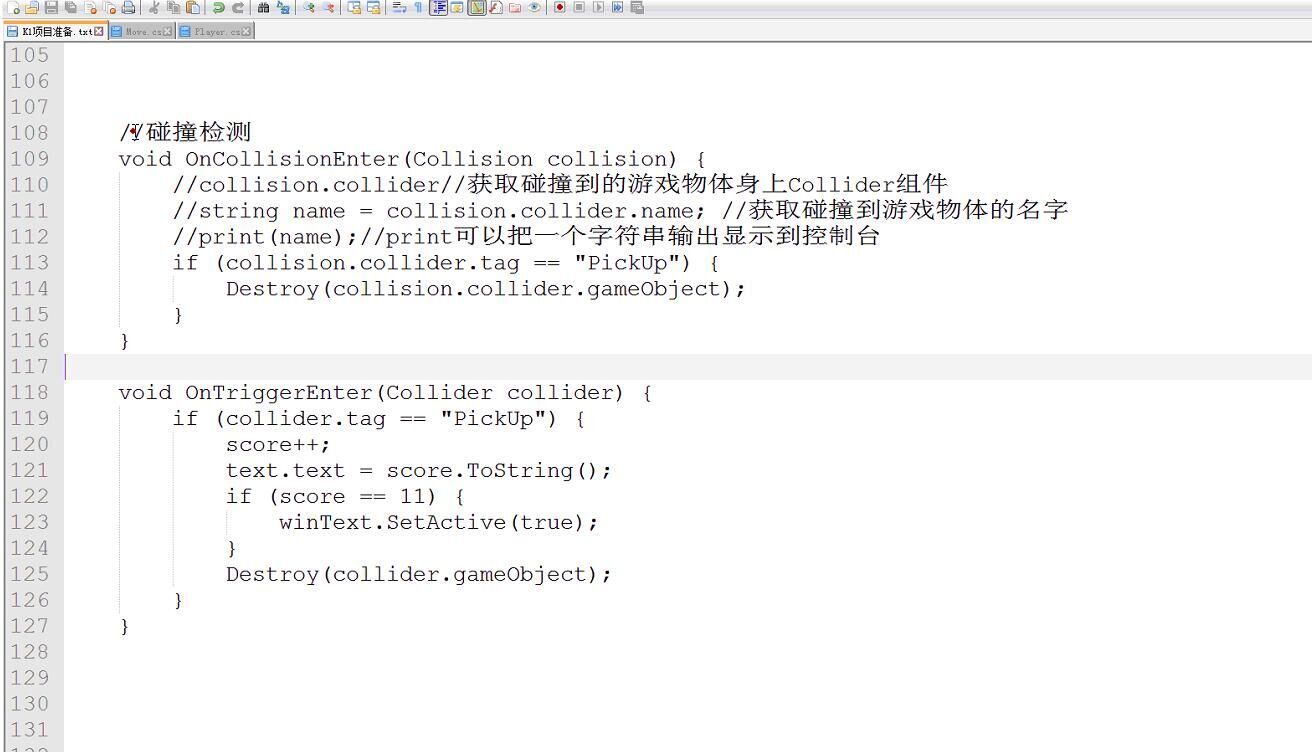 K1项目准备.txt Move.cs Player.cs
105
106
107
108 //碰撞检测
109 void OnCollisionEnter(Collision collision) {
110 //collision.collider//获取碰撞到的游戏物体身上Collider组件
111 //string name = collision.collider.name; //获取碰撞到游戏物体的名字
112 //print(name);//print可以把一个字符串输出显示到控制台
113 if (collision.collider.tag == "PickUp") {
114 Destroy(collision.collider.gameObject);
115 }
116 }
117
118 void OnTriggerEnter(Collider collider) {
119 if (collider.tag == "PickUp") {
120 score++;
121 text.text = score.ToString();
122 if (score == 11) {
123 winText.SetActive(true);
124 }
125 Destroy(collider.gameObject);
126 }
127 }
128
129
130
131